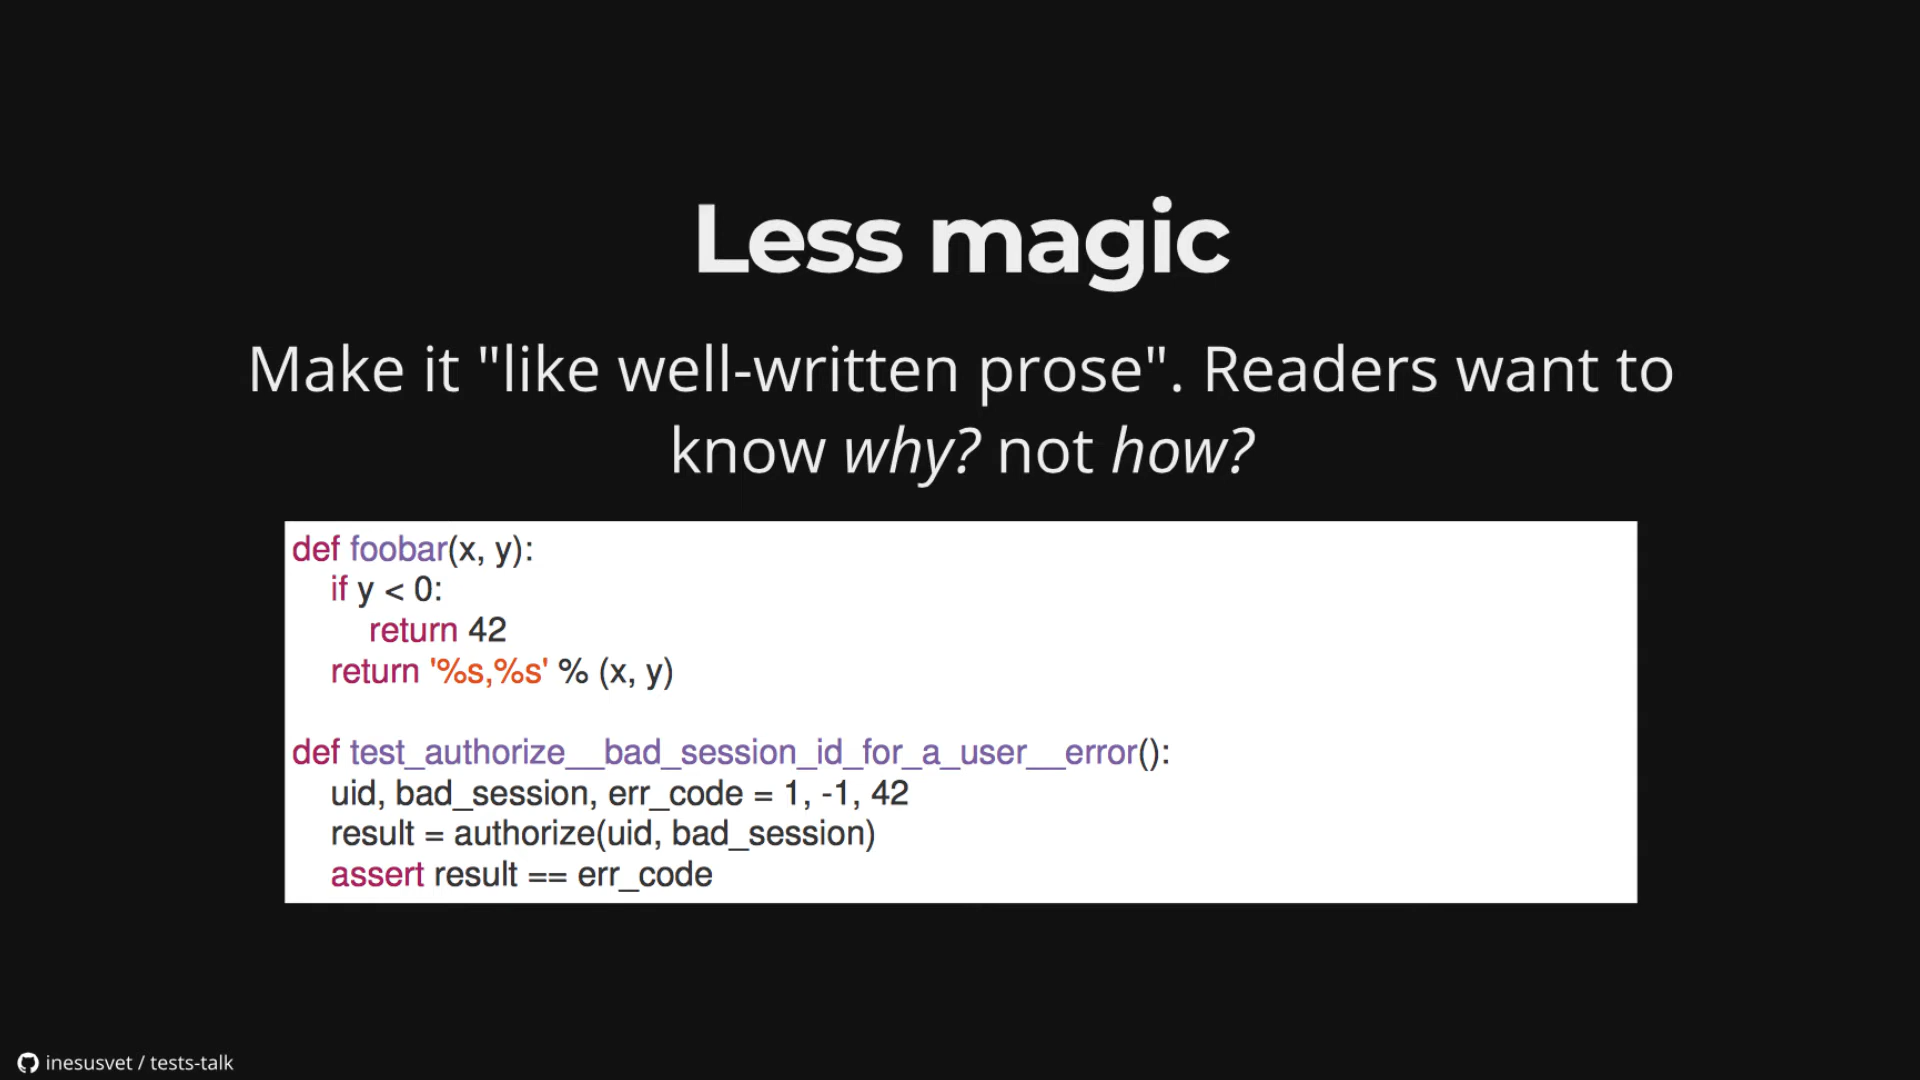 Less magic
Make it "like well-written prose". Readers want to
know why? not how?
def foobar(x, y):
    if y < 0:
        return 42
    return '%s,%s' % (x, y)
def test_authorize__bad_session_id_for_a_user__error():
    uid, bad_session, err_code = 1, -1, 42
    result = authorize(uid, bad_session)
    assert result == err_code
inesusvet / tests-talk